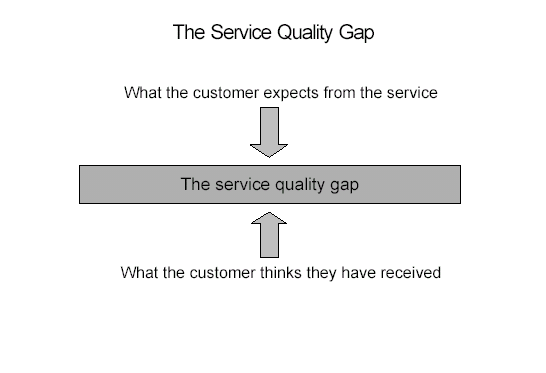 The Service Quality Gap
What the customer expects from the service
The service quality gap
What the customer thinks they have received